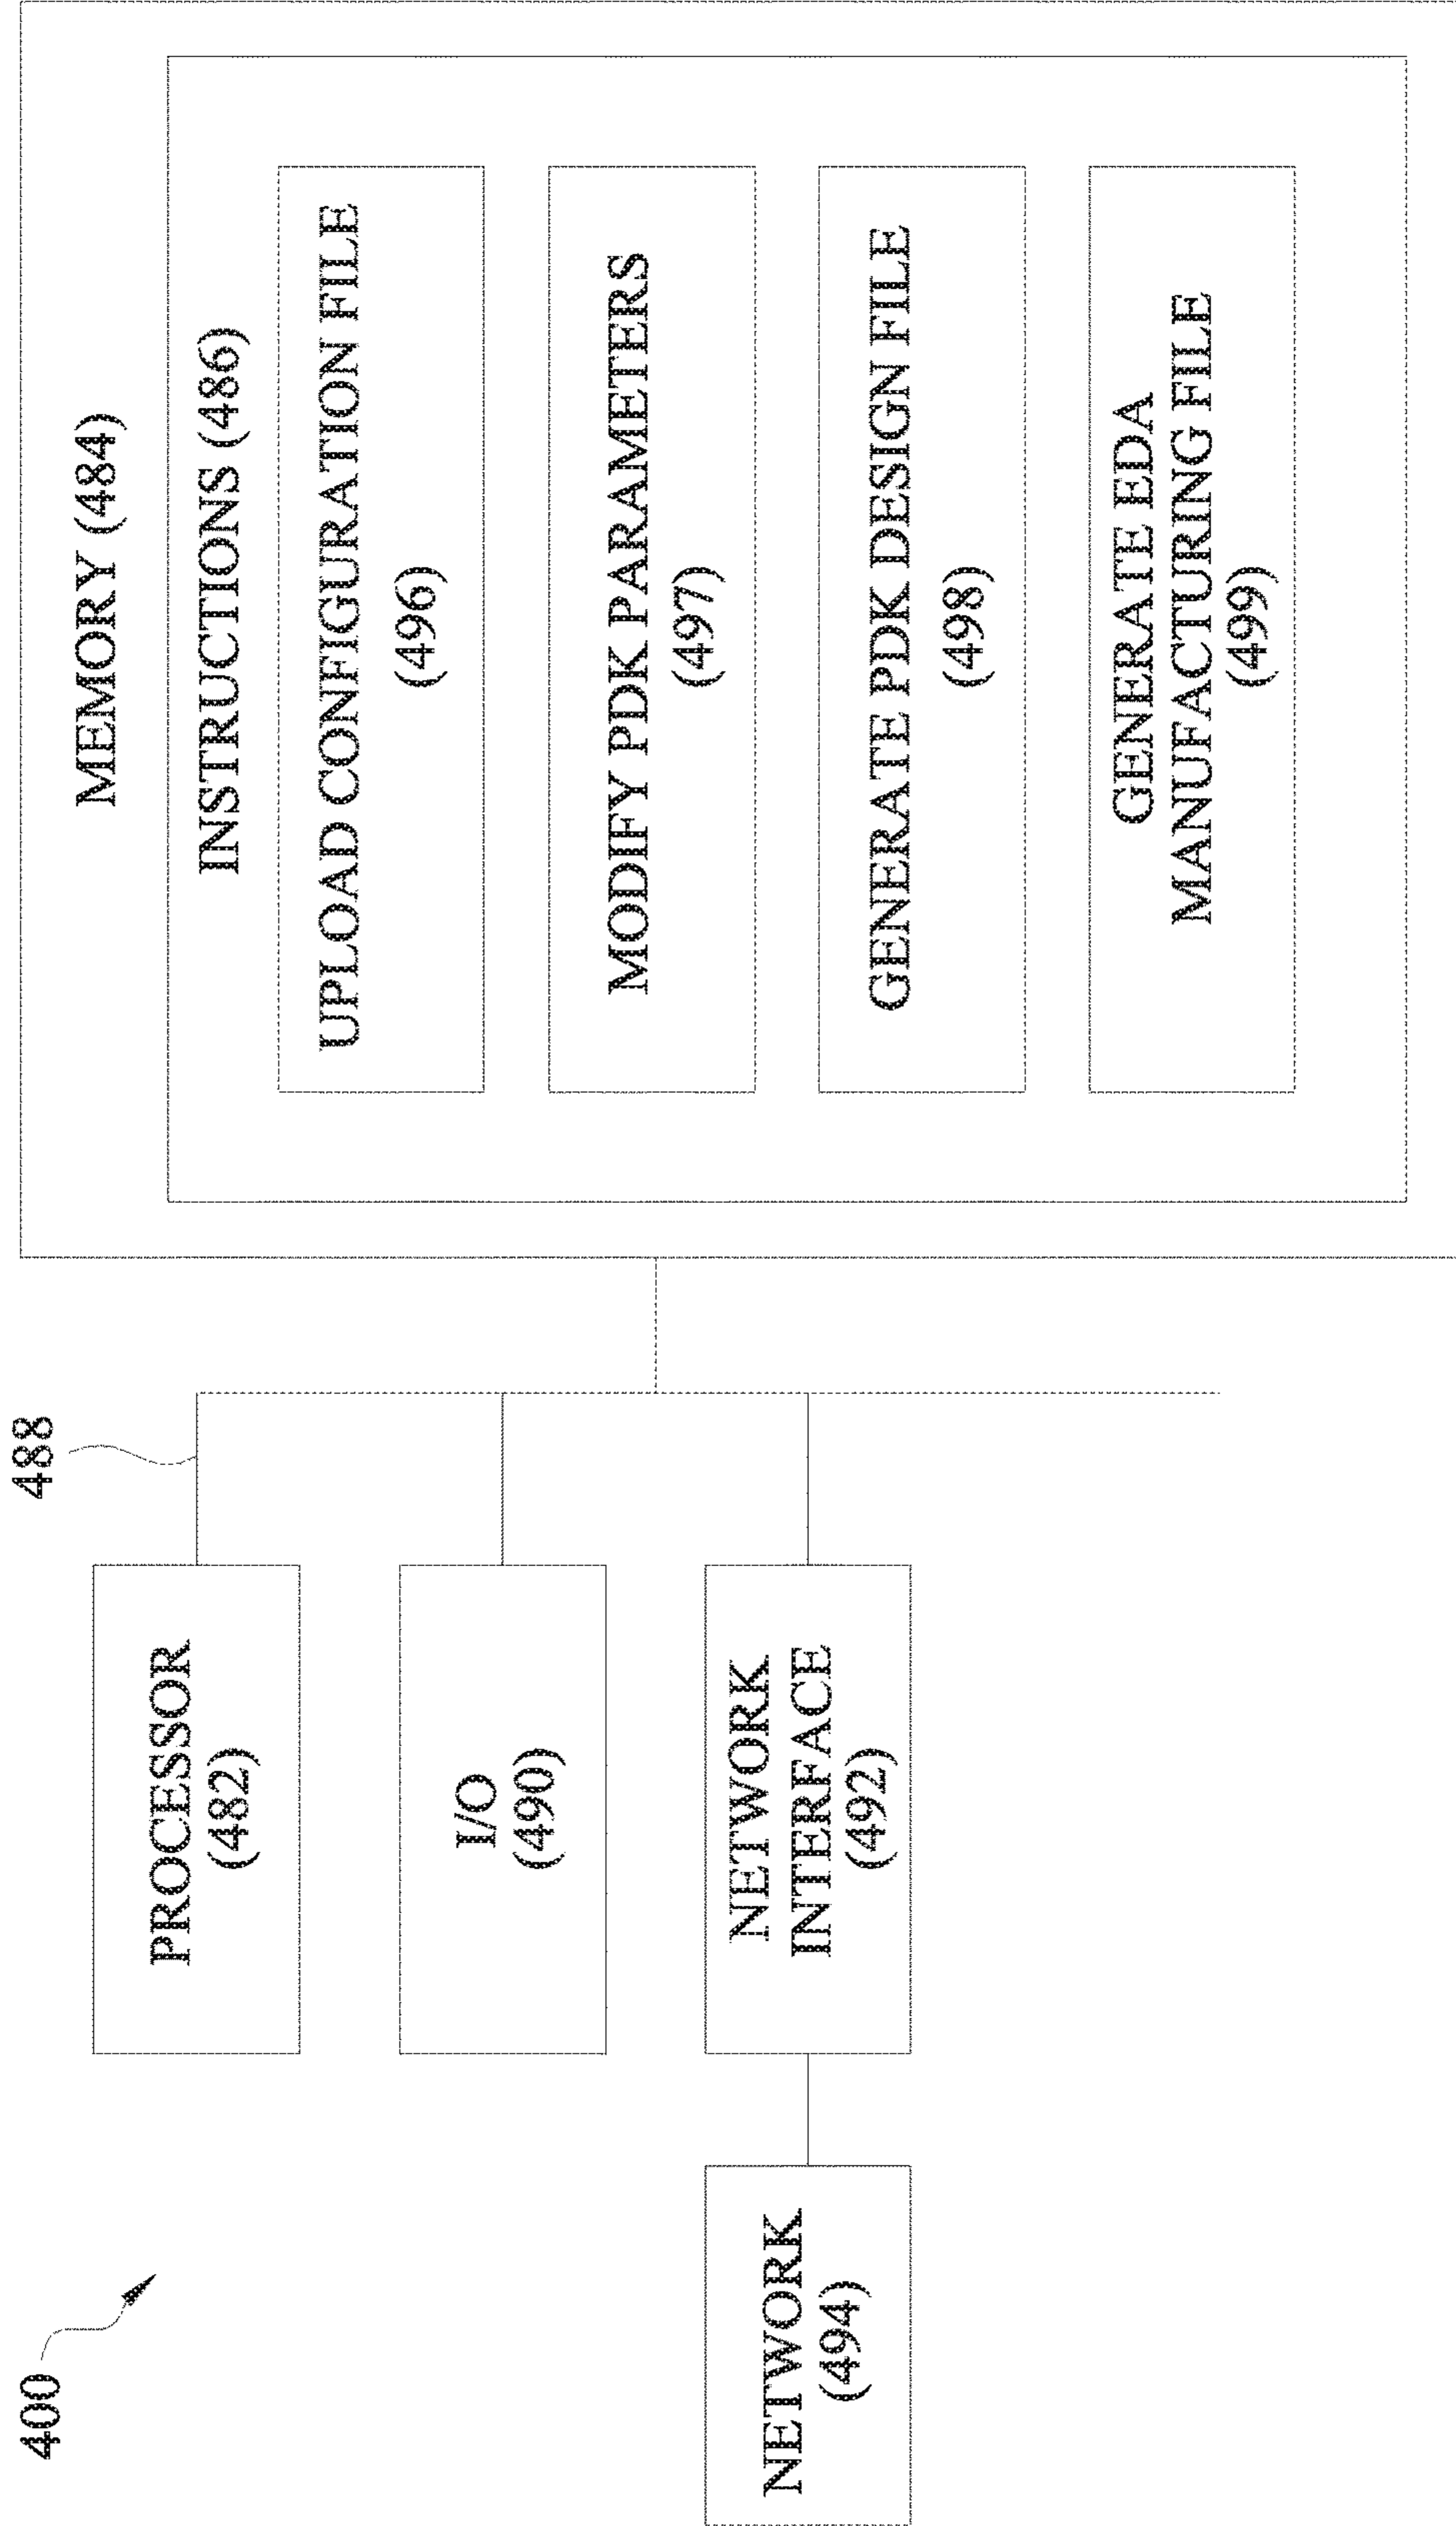 400
488
PROCESSOR
(482)
I/O
(490)
NETWORK
INTERFACE
(492)
NETWORK
(494)
MEMORY (484)
INSTRUCTIONS (486)
UPLOAD CONFIGURATION FILE
(496)
MODIFY PDK PARAMETERS
(497)
GENERATE PDK DESIGN FILE
(498)
GENERATE EDA
MANUFACTURING FILE
(499)